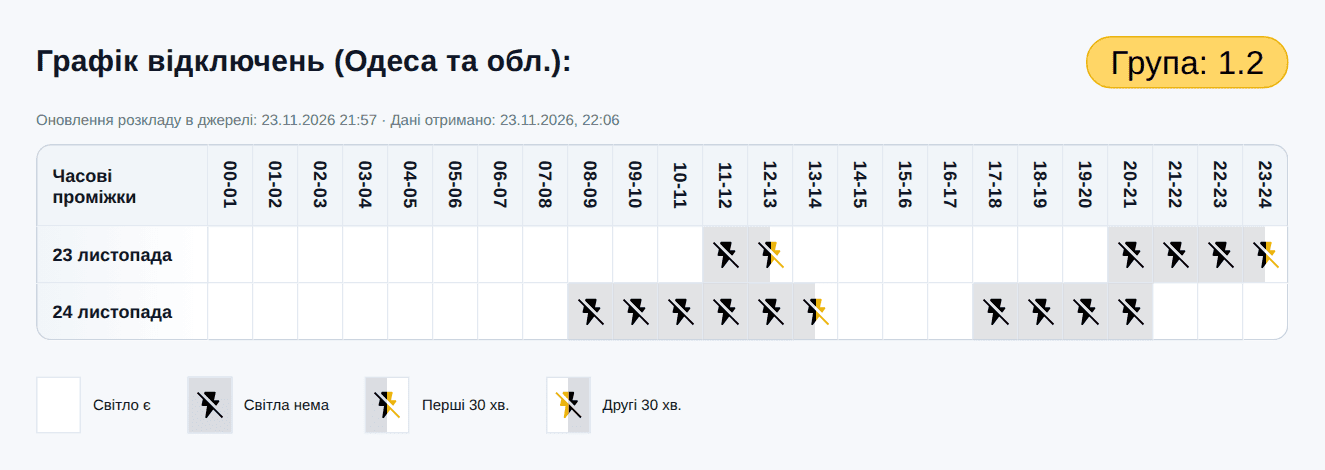 Графік відключень (Одеса та обл.):
Група: 1.2
Оновлення розкладу в джерелі: 23.11.2026 21:57 · Дані отримано: 23.11.2026, 22:06
Часові
проміжки
00-01 01-02 02-03 03-04 04-05 05-06 06-07 07-08 08-09 09-10 10-11 11-12 12-13 13-14 14-15 15-16 16-17 17-18 18-19 19-20 20-21 21-22 22-23 23-24
23 листопада
24 листопада
Світло є Світла нема Перші 30 хв. Другі 30 хв.